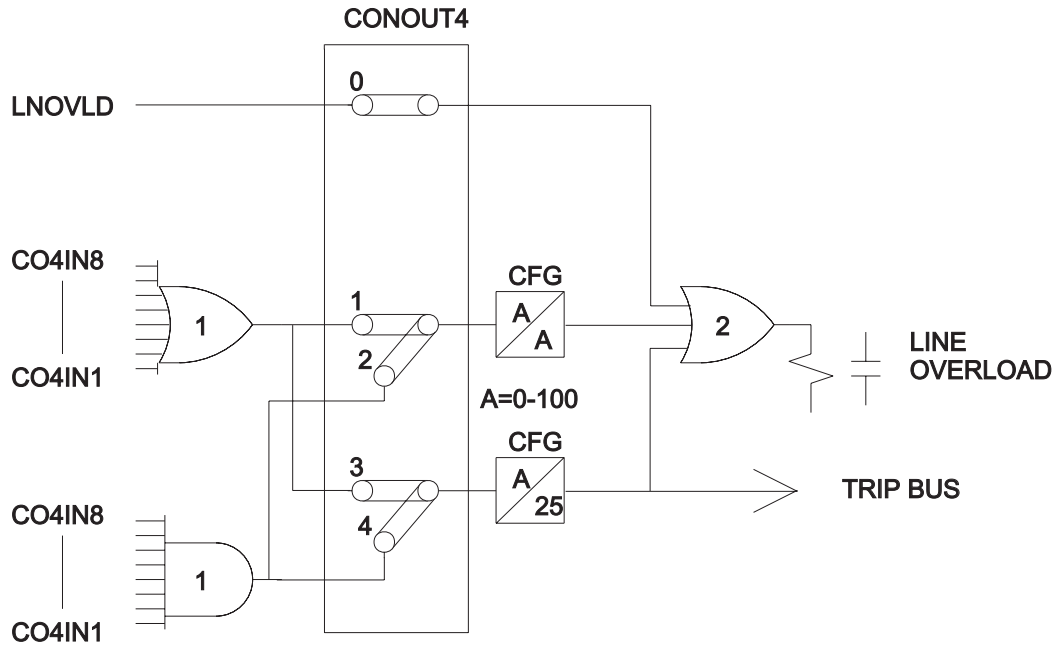 CONOUT4
0
LNOVLD
CO4IN8
1
CO4IN1
1
2
CFG
A
A
A=0-100
2
LINE
OVERLOAD
3
4
CFG
A
25
TRIP BUS
CO4IN8
1
CO4IN1